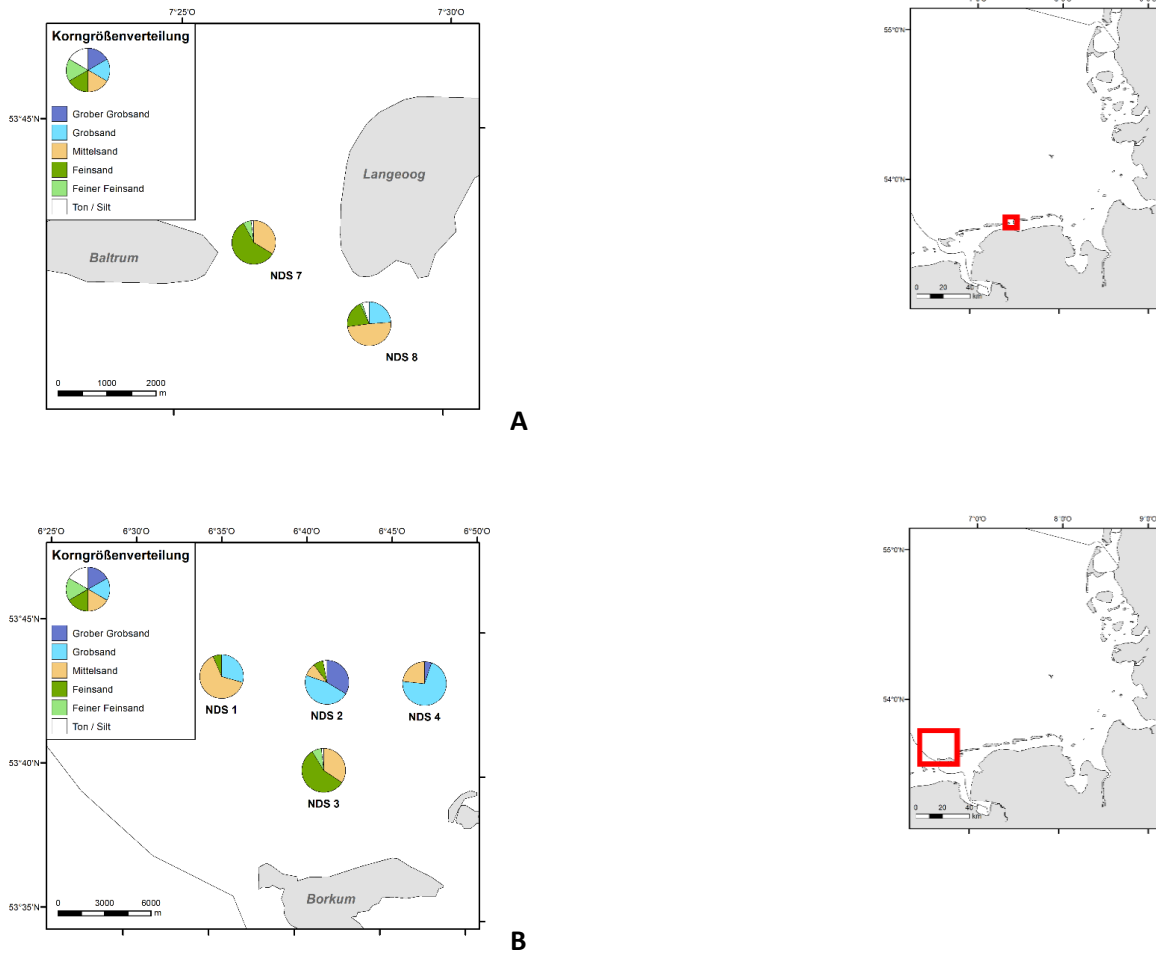 7°25'O 7°30'O
Korngrößenverteilung
Grober Grobsand
Grobsand
Mittelsand
Feinsand
Feiner Feinsand
Ton / Silt
53°45'N
Langeoog
Baltrum
NDS 7
NDS 8
0 1000 2000
m
A
55°0'N
54°0'N
0 20 40
km
6°25'O 6°30'O 6°35'O 6°40'O 6°45'O 6°50'O
Korngrößenverteilung
Grober Grobsand
Grobsand
Mittelsand
Feinsand
Feiner Feinsand
Ton / Silt
53°45'N
NDS 1
NDS 2
NDS 4
53°40'N
NDS 3
53°35'N
Borkum
0 3000 6000
m
B
7°0'O 8°0'O 9°0'O
55°0'N
54°0'N
0 20 40
km